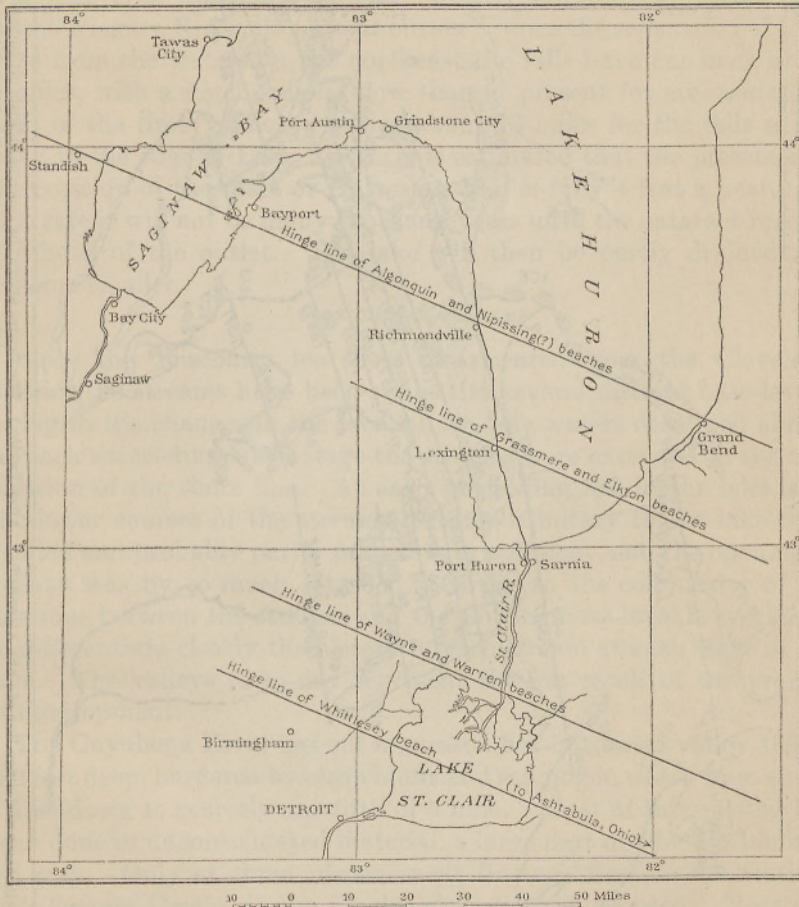 84°
83°
82°
Tawas
City
LAKE HURON
SAGINAW BAY
Port Austin
Grindstone City
44°
Standish
Bayport
Hinge line of Algonquin and Nipissing(?) beaches
Bay City
Richmondville
Saginaw
Hinge line of Grassmere and Elkton beaches
Grand
Bend
Lexington
43°
43°
Port Huron
Sarnia
St. Clair R.
Hinge line of Wayne and Warren beaches
Hinge line of Whittlesey beach (to Ashtabula, Ohio)
Birmingham
LAKE
ST. CLAIR
DETROIT
84°
83°
82°
10 0 10 20 30 40 50 Miles